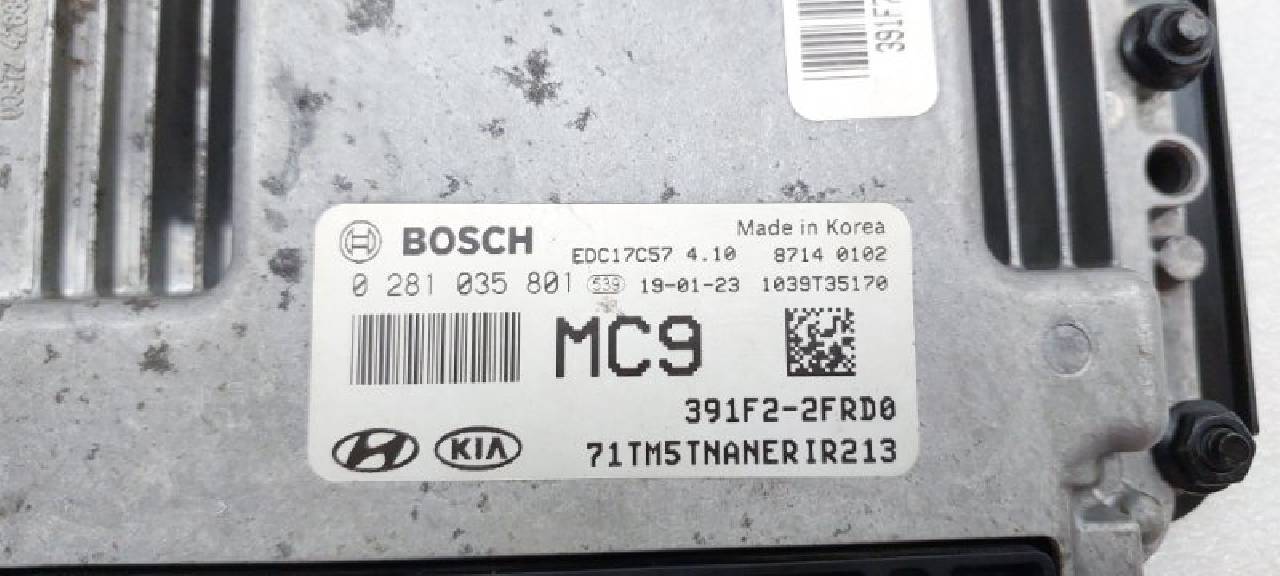 391F2
BOSCH
Made in Korea
EDC17C57 4.10 8714 0102
0 281 035 801 539 19-01-23 1039T35170
MC9
391F2-2FRD0
KIA
71TM5TNANERIR213